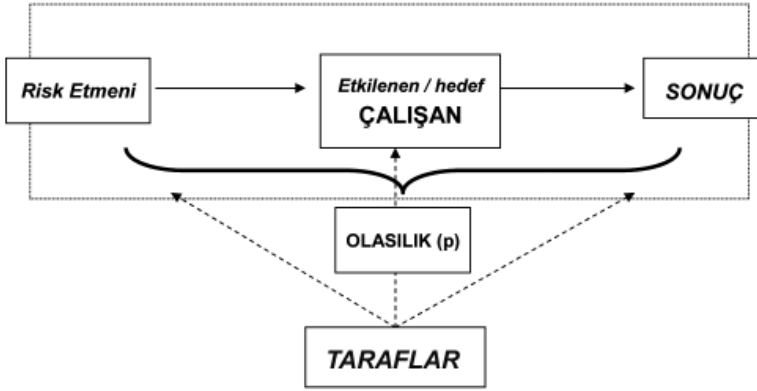 Risk Etmeni
Etkilenen / hedef
ÇALIŞAN
SONUÇ
OLASILIK (p)
TARAFLAR